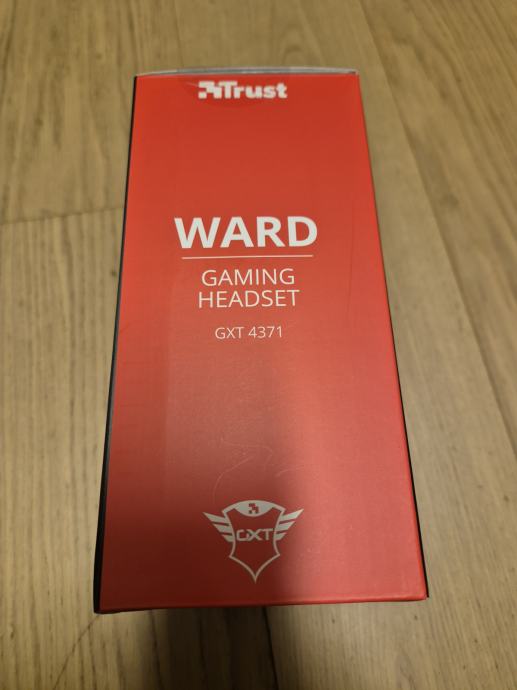 Trust
WARD
GAMING
HEADSET
GXT 4371
GXT